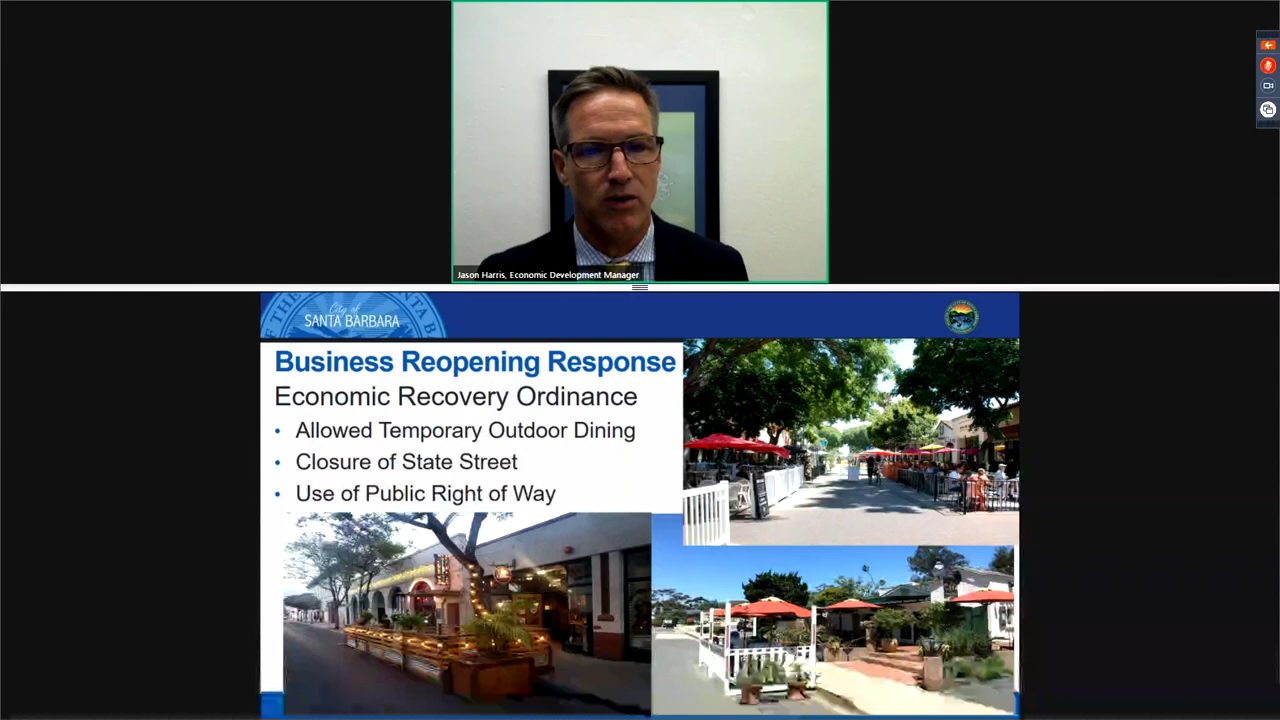 Jason Harris, Economic Development Manager
City of
SANTA BARBARA
Business Reopening Response
Economic Recovery Ordinance
• Allowed Temporary Outdoor Dining
• Closure of State Street
• Use of Public Right of Way